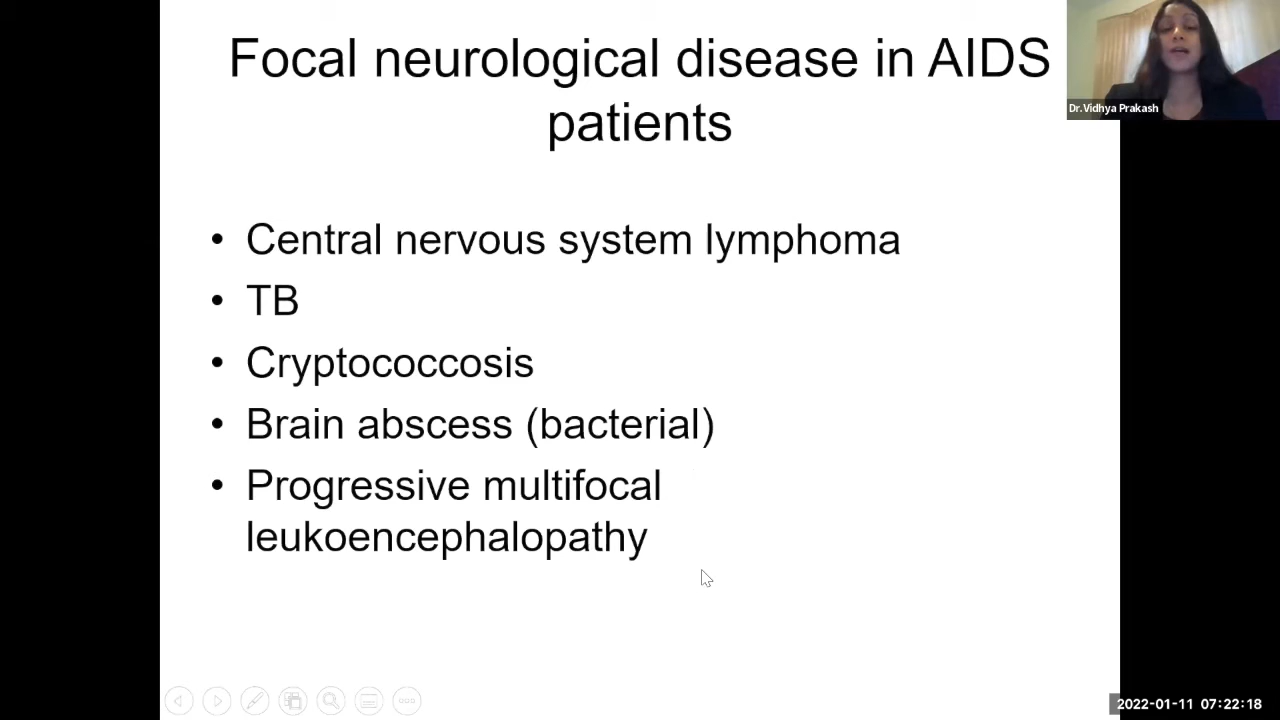 Focal neurological disease in AIDS
patients
Dr.Vidhya Prakash
• Central nervous system lymphoma
• TB
• Cryptococcosis
• Brain abscess (bacterial)
• Progressive multifocal
leukoencephalopathy
2022-01-11 07:22:18